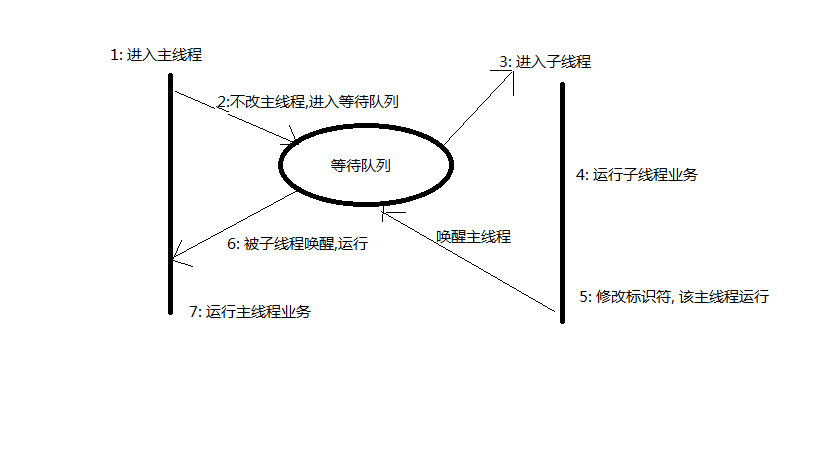 1: 进入主线程
3: 进入子线程
2:不改主线程,进入等待队列
等待队列
4: 运行子线程业务
唤醒主线程
6: 被子线程唤醒,运行
5: 修改标识符, 该主线程运行
7: 运行主线程业务